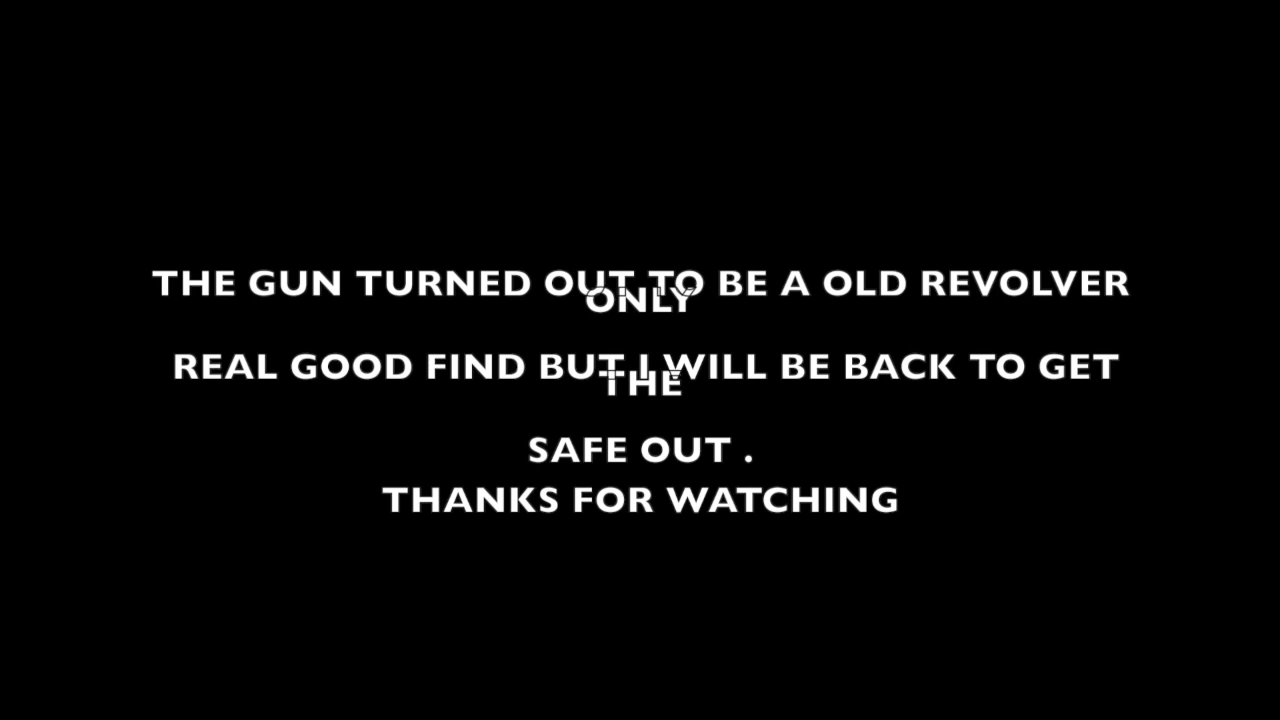 THE GUN TURNED OUT TO BE A OLD REVOLVER
ONLY
REAL GOOD FIND BUT I WILL BE BACK TO GET
THE
SAFE OUT .
THANKS FOR WATCHING